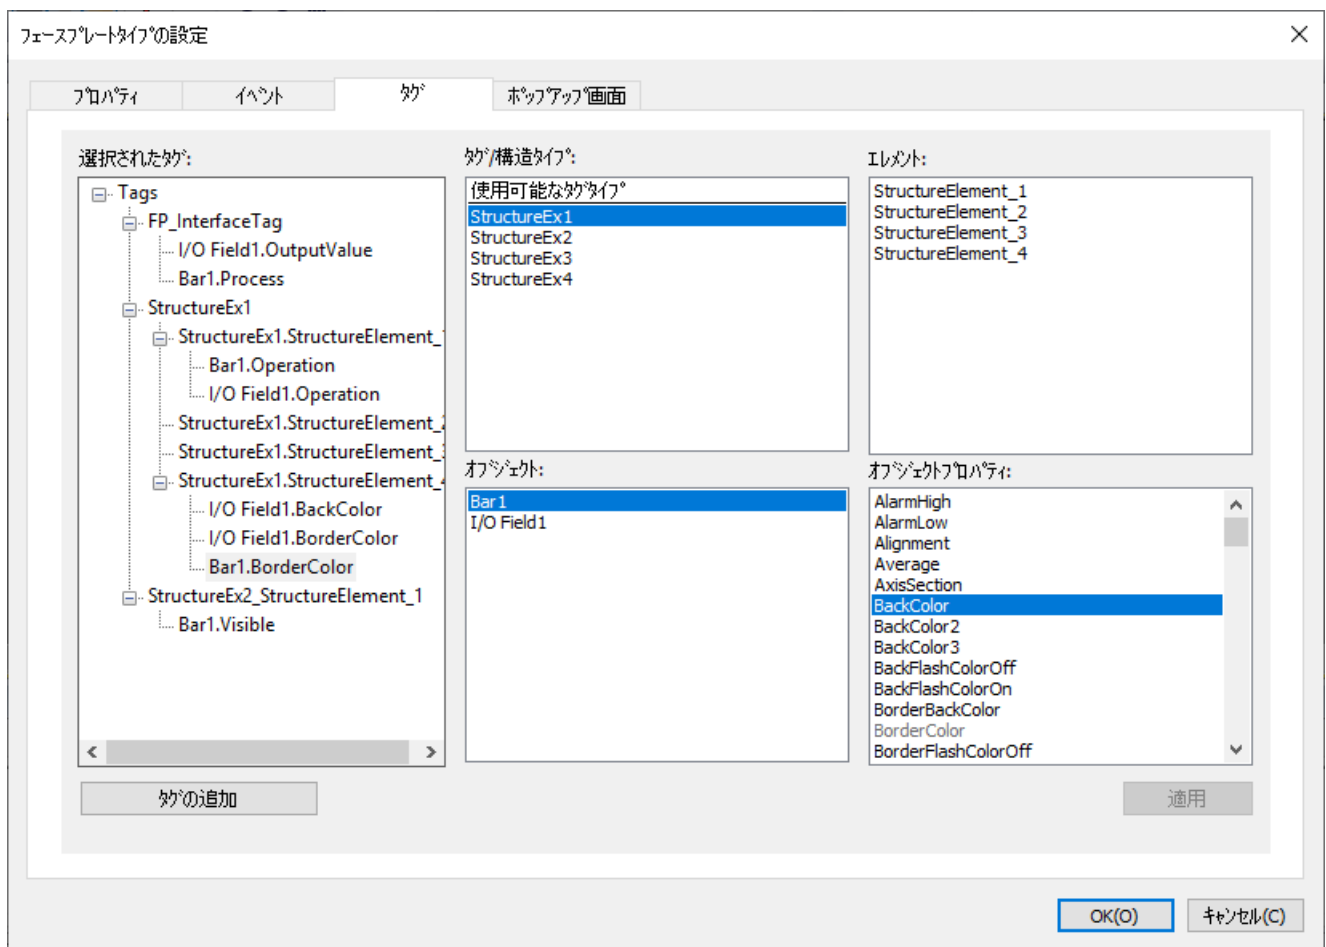 フェースプレートタイプの設定
プロパティ
イベント
タグ
ポップアップ画面
選択されたタグ:
Tags
FP_InterfaceTag
I/O Field1.OutputValue
Bar1.Process
StructureEx1
StructureEx1.StructureElement_1
Bar1.Operation
I/O Field1.Operation
StructureEx1.StructureElement_2
StructureEx1.StructureElement_3
StructureEx1.StructureElement_4
I/O Field1.BackColor
I/O Field1.BorderColor
Bar1.BorderColor
StructureEx2_StructureElement_1
Bar1.Visible
タグの追加
タグ/構造タイプ:
使用可能なタグタイプ
StructureEx1
StructureEx2
StructureEx3
StructureEx4
エレメント:
StructureElement_1
StructureElement_2
StructureElement_3
StructureElement_4
オブジェクト:
Bar1
I/O Field1
オブジェクトプロパティ:
AlarmHigh
AlarmLow
Alignment
Average
AxisSection
BackColor
BackColor2
BackColor3
BackFlashColorOff
BackFlashColorOn
BorderBackColor
BorderColor
BorderFlashColorOff
適用
OK(O)
キャンセル(C)